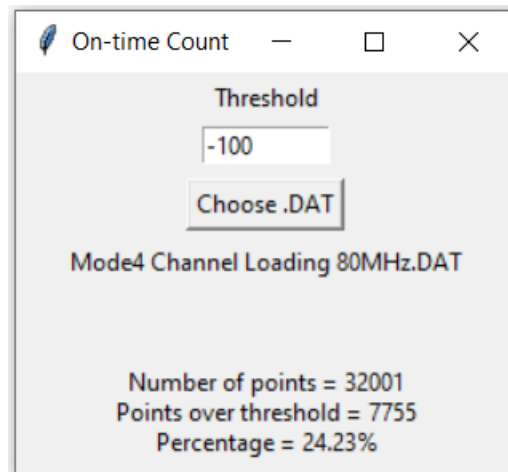 On-time Count
Threshold
-100
Choose .DAT
Mode4 Channel Loading 80MHz.DAT
Number of points = 32001
Points over threshold = 7755
Percentage = 24.23%